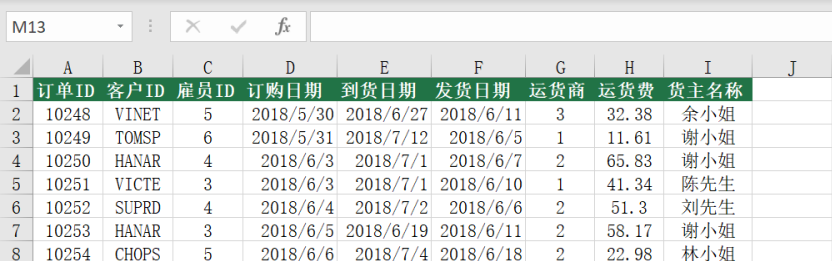 M13 fx
A B C D E F G H I J
1 订单ID 客户ID 雇员ID 订购日期 到货日期 发货日期 运货商 运货费 货主名称
2 10248 VINET 5 2018/5/30 2018/6/27 2018/6/11 3 32.38 余小姐
3 10249 TOMSP 6 2018/5/31 2018/7/12 2018/6/5 1 11.61 谢小姐
4 10250 HANAR 4 2018/6/3 2018/7/1 2018/6/7 2 65.83 谢小姐
5 10251 VICTE 3 2018/6/3 2018/7/1 2018/6/10 1 41.34 陈先生
6 10252 SUPRD 4 2018/6/4 2018/7/2 2018/6/6 2 51.3 刘先生
7 10253 HANAR 3 2018/6/5 2018/6/19 2018/6/11 2 58.17 谢小姐
8 10254 CHOPS 5 2018/6/6 2018/7/4 2018/6/18 2 22.98 林小姐